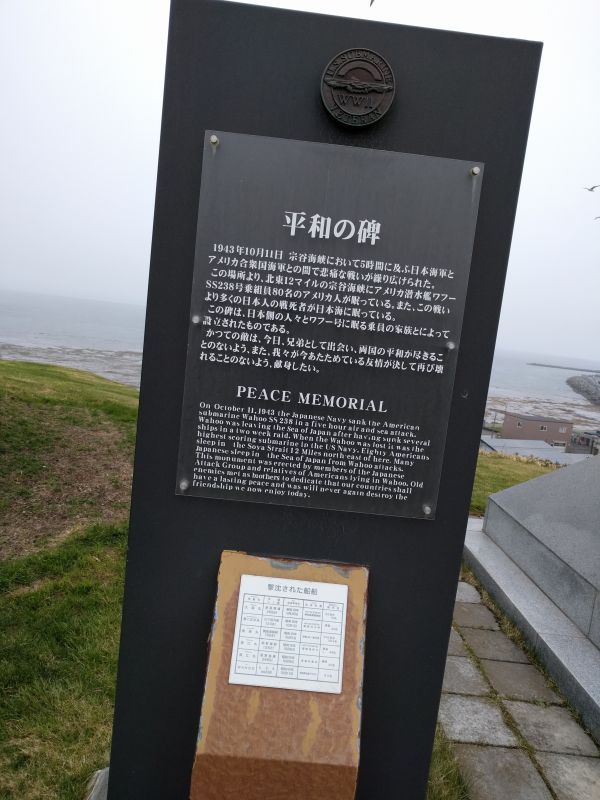 U.S. SUBMARINE
WWII
VETERAN
平和の碑
1943年10月11日 宗谷海峡において5時間に及ぶ日本海軍と
アメリカ合衆国海軍との間で悲痛な戦いが繰り広げられた。
この場所より、北東12マイルの宗谷海峡にアメリカ潜水艦ワフー
SS238号乗組員80名のアメリカ人が眠っている。また、この戦い
より多くの日本人の戦死者が日本海に眠っている。
この碑は、日本側の人々とワフー号に眠る乗員の家族とによって
設立されたものである。
かつての敵は、今日、兄弟として出会い、両国の平和が尽きるこ
とのないよう、また、我々が今あたためている友情が決して再び壊
れることのないよう、献身したい。
PEACE MEMORIAL
On October 11, 1943 the Japanese Navy sank the American
submarine Wahoo SS 238 in a five hour air and sea attack.
Wahoo was leaving the Sea of Japan after having sunk several
ships in a two week raid. When the Wahoo was lost it was the
highest scoring submarine in the US Navy. Eighty Americans
sleep in the Soya Strait 12 Miles north east of here. Many
Japanese sleep in the Sea of Japan from Wahoo attacks.
This monument was erected by members of the Japanese
Attack Group and relatives of Americans lying in Wahoo. Old
enemies met as brothers to dedicate that our countries shall
have a lasting peace and was will never again destroy the
friendship we now enjoy today.
撃沈された船舶